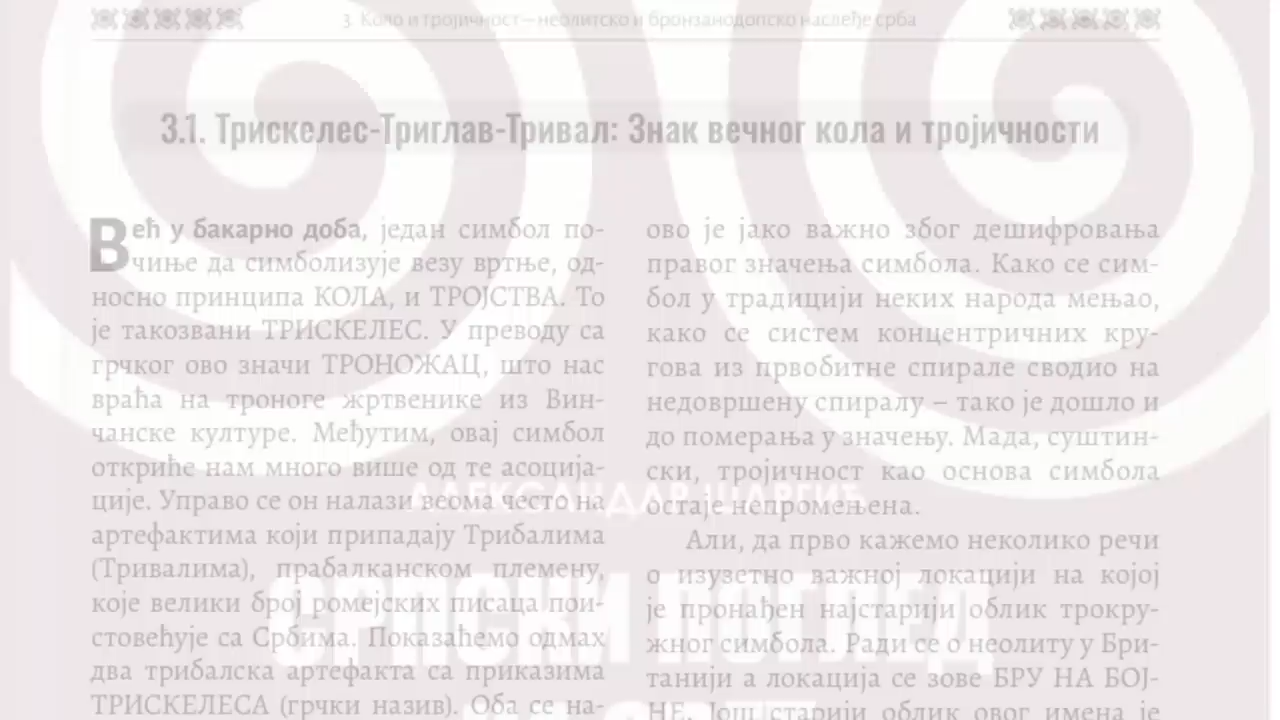 3. Коло и тројичност – неолитско и бронзанодопско наслеђе срба
3.1. Трискелес-Триглав-Тривал: Знак вечног кола и тројичности
Већ у бакарно доба, један симбол по-
чиње да симболизује везу вртње, од-
носно принципа КОЛА, и ТРОЈСТВА. То
је такозвани ТРИСКЕЛЕС. У преводу са
грчког ово значи ТРОНОЖАЦ, што нас
враћа на троноге жртвенике из Вин-
чанске културе. Међутим, овај симбол
откриће нам много више од те асоција-
ције. Управо се он налази веома често на
артефактима који припадају Трибалима
(Тривалима), прабалканском племену,
које велики број ромејских писаца пои-
стовећује са Србима. Показаћемо одмах
два трибалска артефакта са приказима
ТРИСКЕЛЕСА (грчки назив). Оба се на-
ово је јако важно због дешифровања
правог значења симбола. Како се сим-
бол у традицији неких народа мењао,
како се систем концентричних кру-
гова из првобитне спирале сводио на
недовршену спиралу – тако је дошло и
до померања у значењу. Мада, суштин-
ски, тројичност као основа симбола
остаје непромењена.
Али, да прво кажемо неколико речи
о изузетно важној локацији на којој
је пронађен најстарији облик трокру-
жног симбола. Ради се о неолиту у Бри-
танији а локација се зове БРУ НА БОЈ-
НЕ. Још старији облик овог имена је
АЛЕКСАНДАР ШАРГИЋ
СРПСКИ ПОГЛЕД